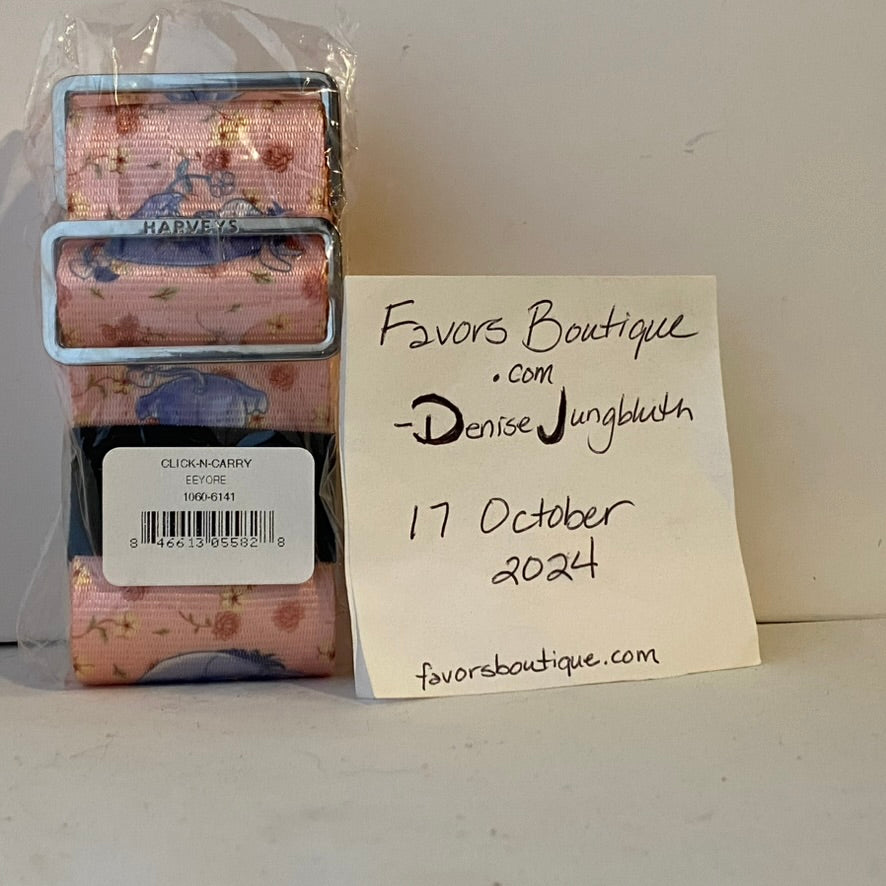 HARVEYS
CLICK-N-CARRY
EEYORE
1060-6141
8 46613 05582 8
Favors Boutique
.com
-Denise Jungbluth
17 October
2024
favorsboutique.com